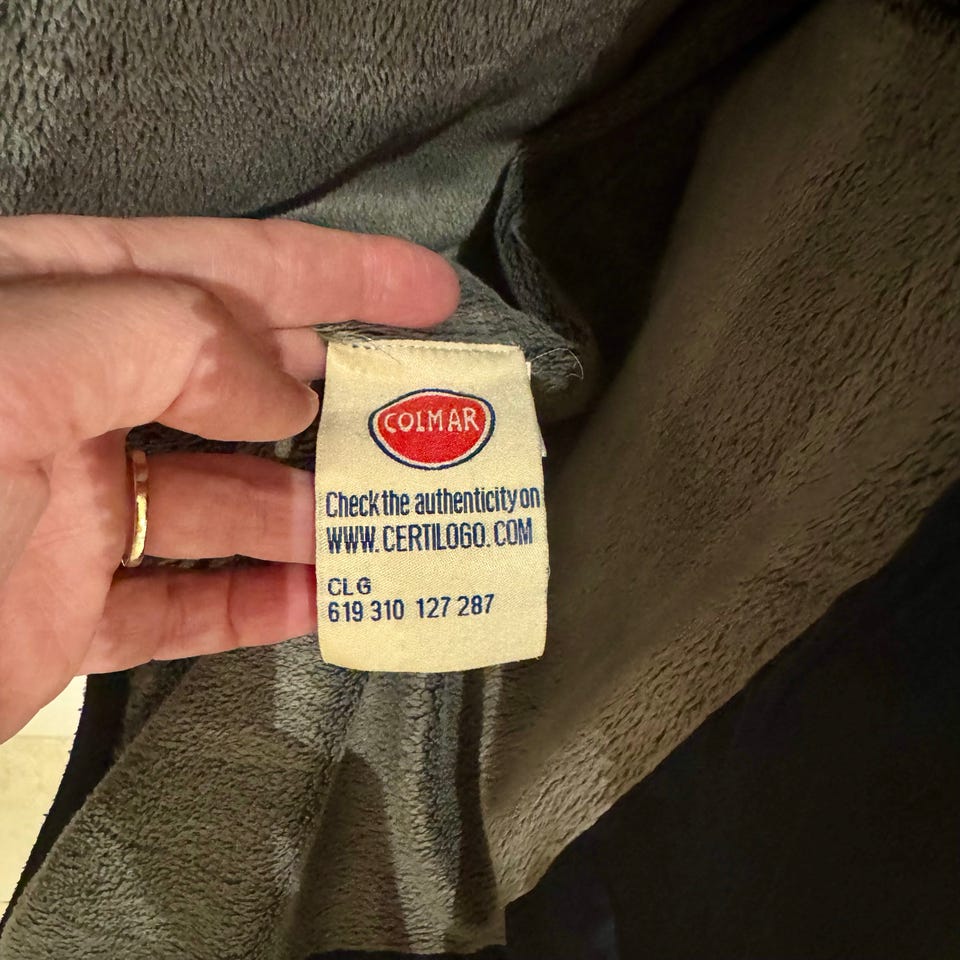 COLMAR
Check the authenticity on
WWW.CERTILOGO.COM
CLG
619 310 127 287